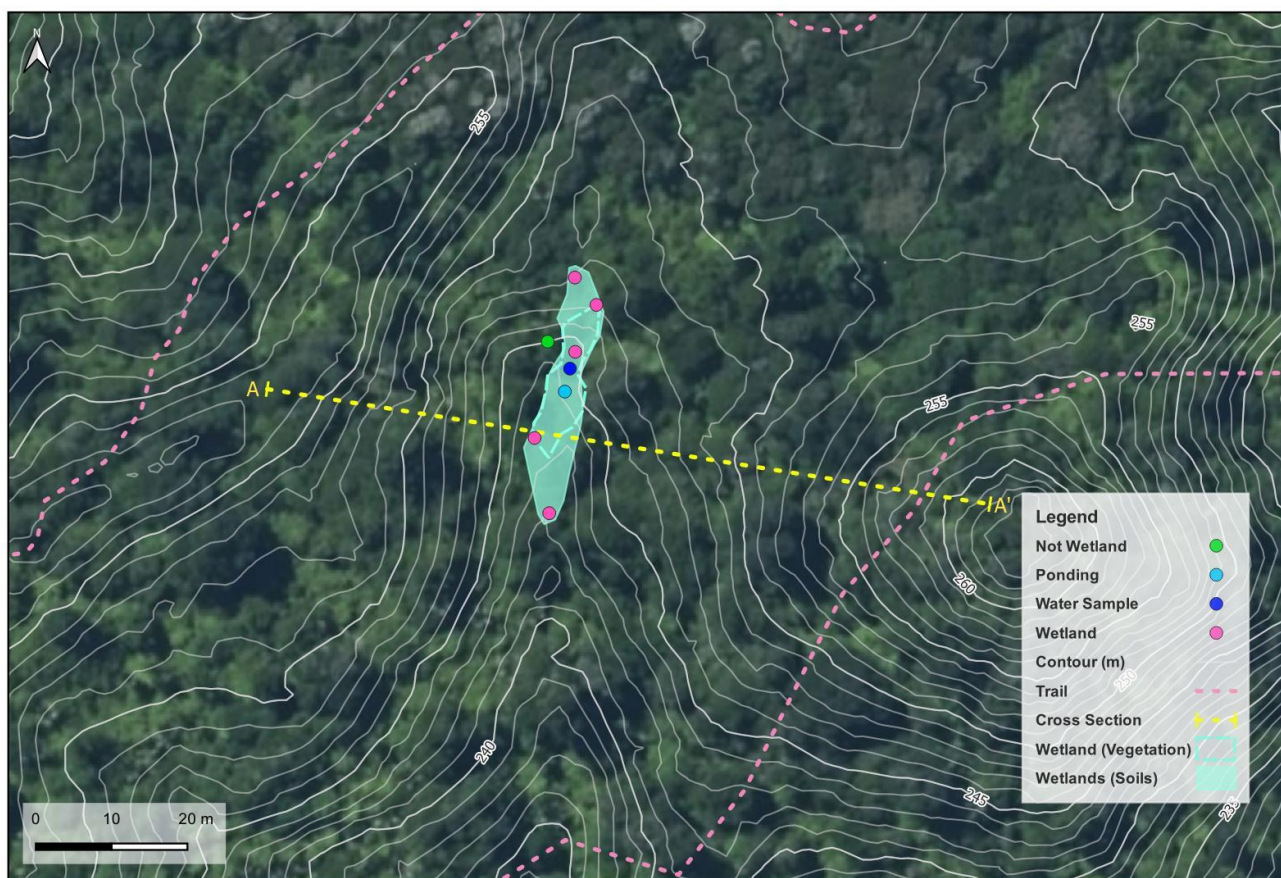 N
255
255
255
A
A'
260
250
240
245
235
Legend
Not Wetland
Ponding
Water Sample
Wetland
Contour (m)
Trail
Cross Section
Wetland (Vegetation)
Wetlands (Soils)
0 10 20 m